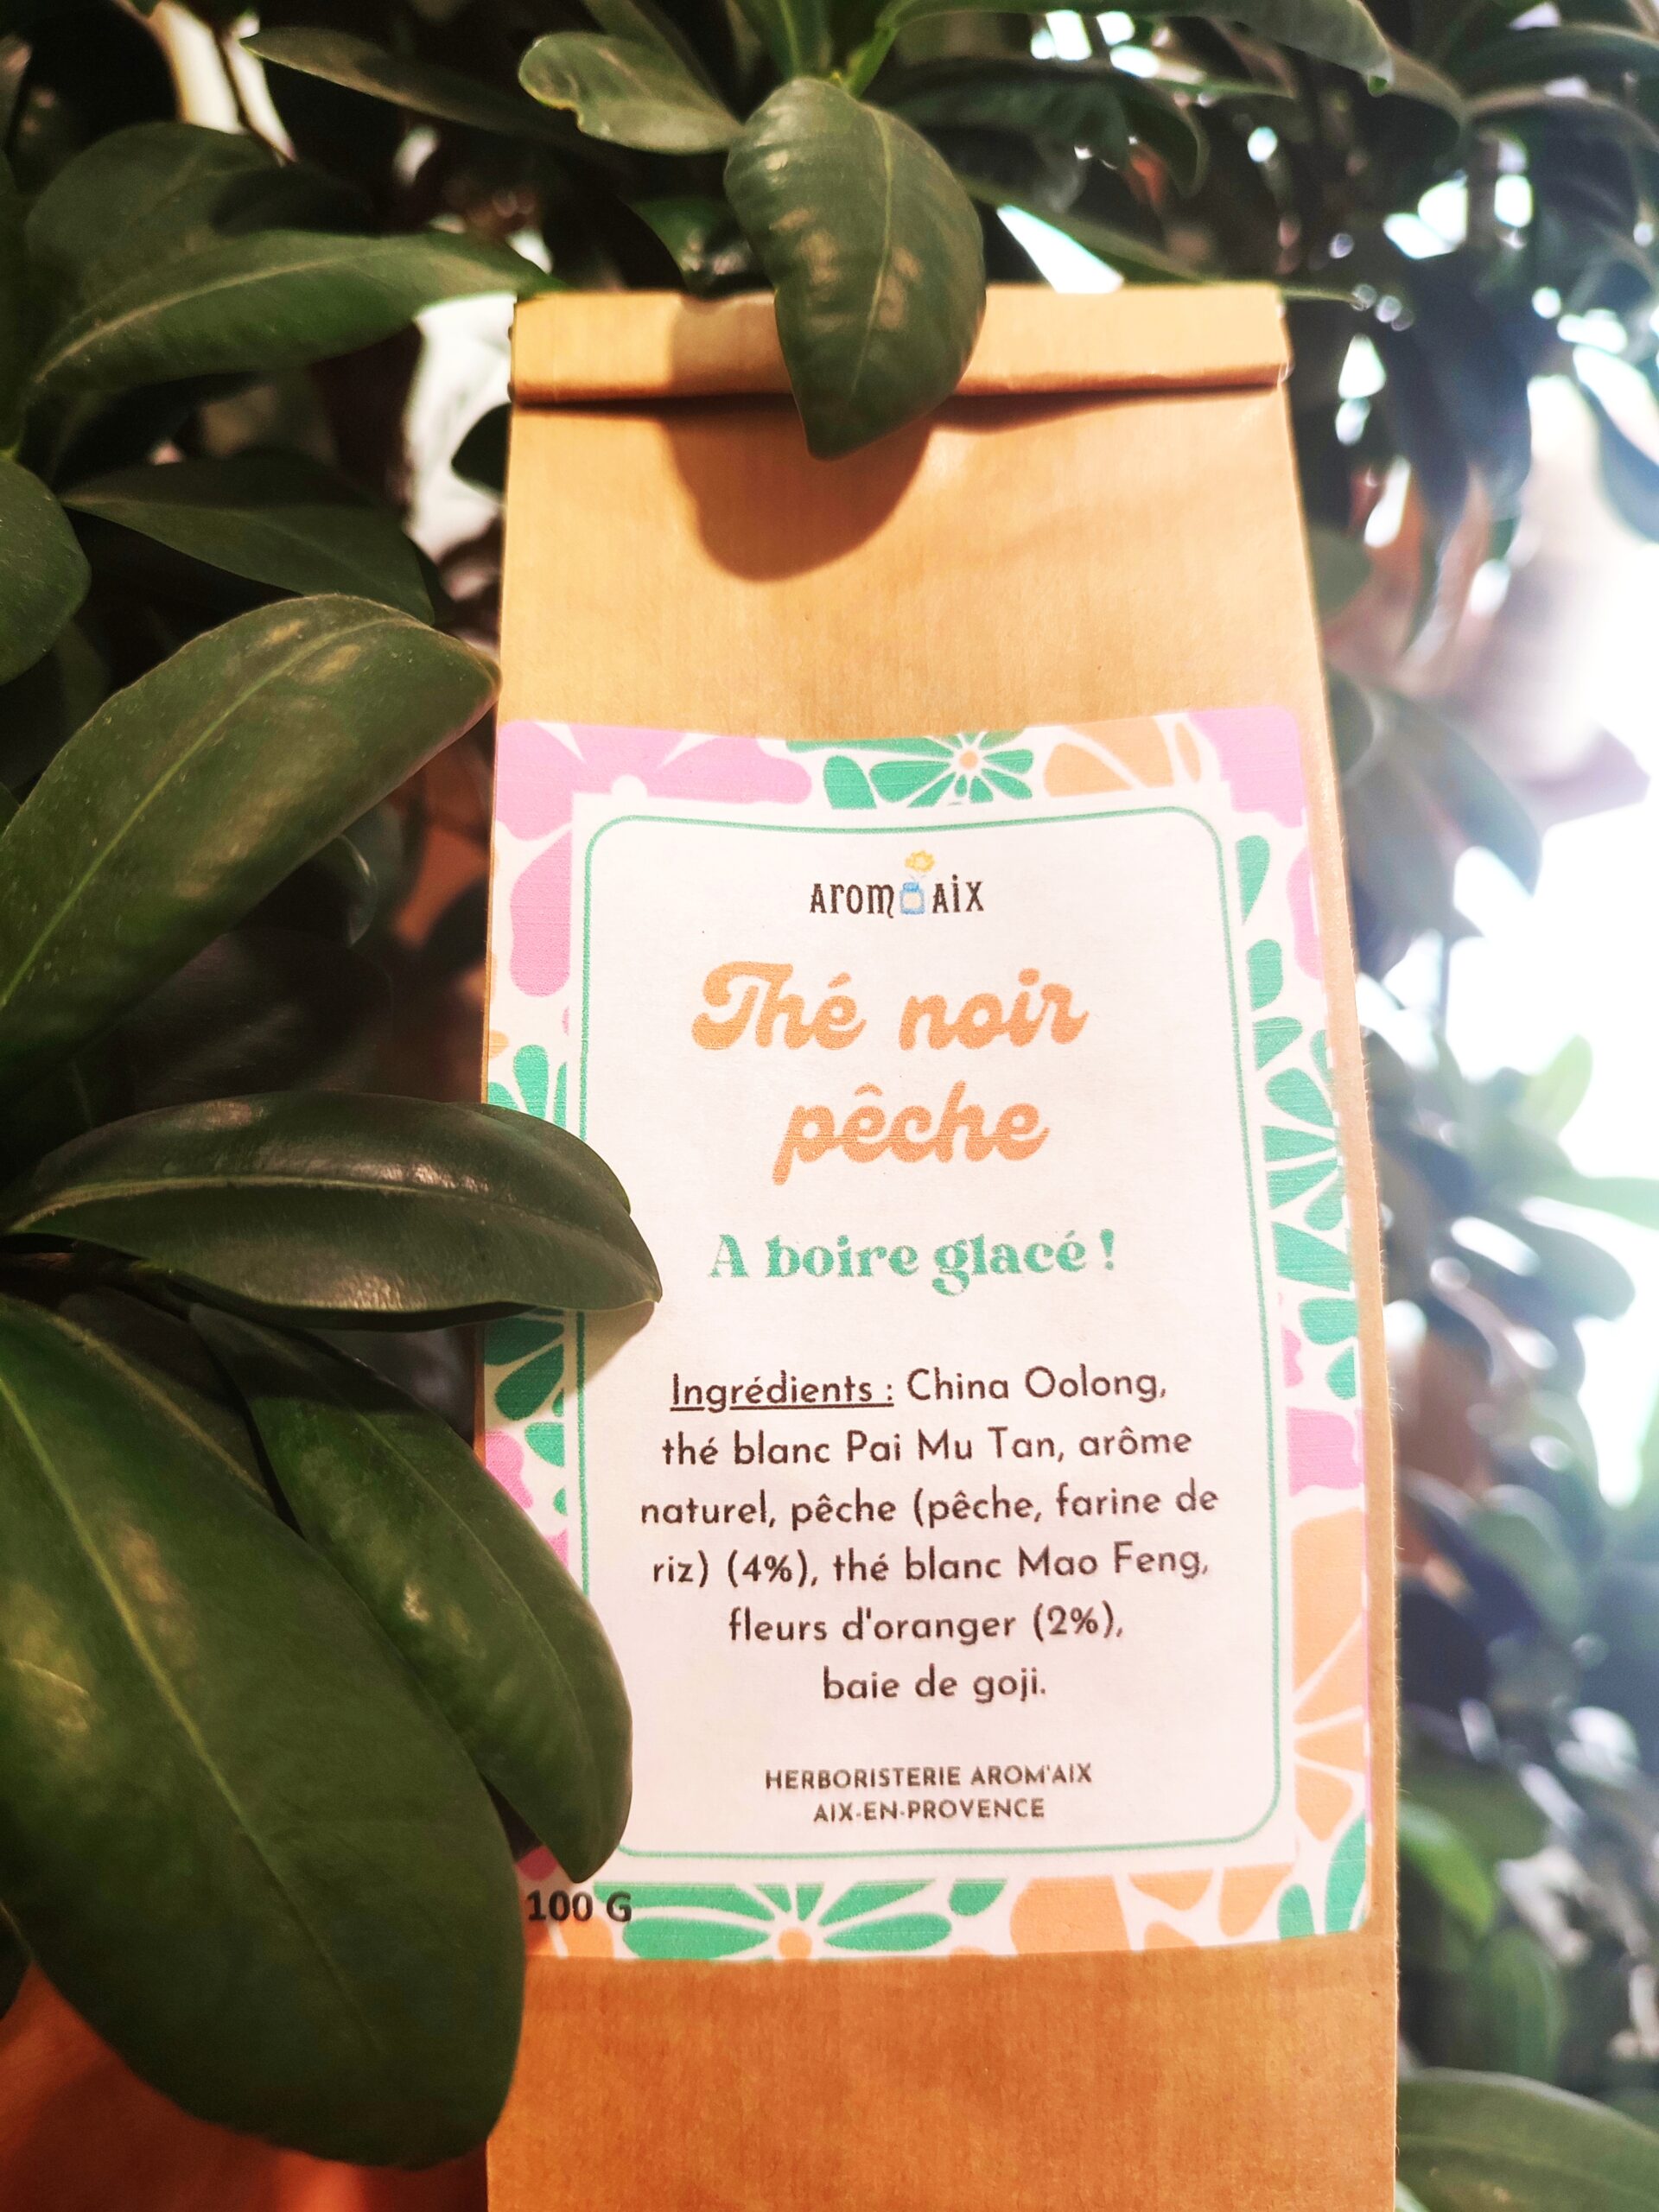 AROM AIX
Thé noir
pêche
A boire glacé !
Ingrédients : China Oolong,
thé blanc Pai Mu Tan, arôme
naturel, pêche (pêche, farine de
riz) (4%), thé blanc Mao Feng,
fleurs d'oranger (2%),
baie de goji.
HERBORISTERIE AROM'AIX
AIX-EN-PROVENCE
100 G